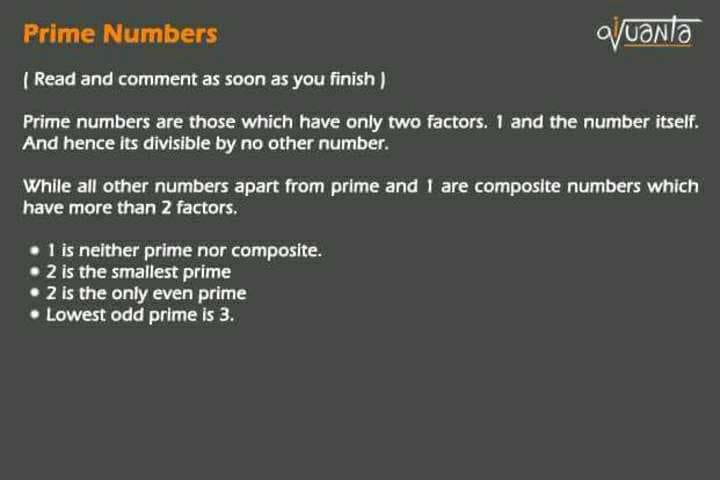 Prime Numbers
avuanta
( Read and comment as soon as you finish )
Prime numbers are those which have only two factors. 1 and the number itself.
And hence its divisible by no other number.
While all other numbers apart from prime and 1 are composite numbers which
have more than 2 factors.
• 1 is neither prime nor composite.
• 2 is the smallest prime
• 2 is the only even prime
• Lowest odd prime is 3.